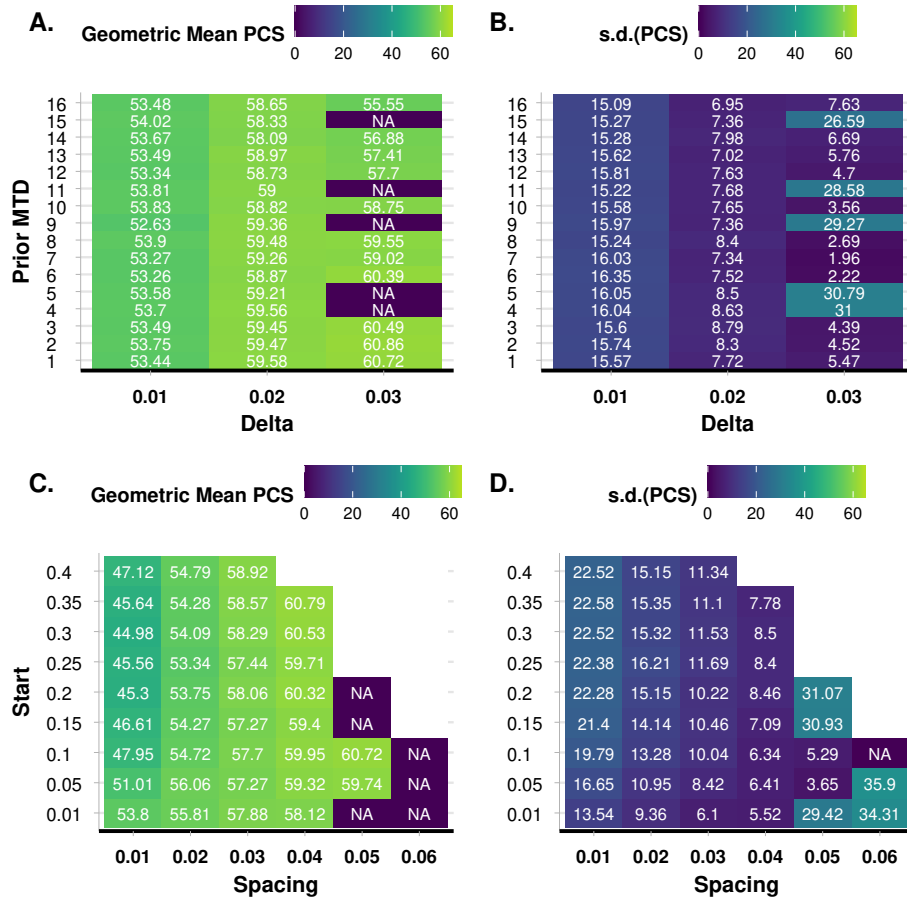 A.
Geometric Mean PCS
0 20 40 60
Prior MTD
16 53.48 58.65 55.55
15 54.02 58.33 NA
14 53.67 58.09 56.88
13 53.49 58.97 57.41
12 53.34 58.73 57.7
11 53.81 59 NA
10 53.83 58.82 58.75
9 52.63 59.36 NA
8 53.9 59.48 59.55
7 53.27 59.26 59.02
6 53.26 58.87 60.39
5 53.58 59.21 NA
4 53.7 59.56 NA
3 53.49 59.45 60.49
2 53.75 59.47 60.86
1 53.44 59.58 60.72
0.01 0.02 0.03
Delta
B.
s.d.(PCS)
0 20 40 60
16 15.09 6.95 7.63
15 15.27 7.36 26.59
14 15.28 7.98 6.69
13 15.62 7.02 5.76
12 15.81 7.63 4.7
11 15.22 7.68 28.58
10 15.58 7.65 3.56
9 15.97 7.36 29.27
8 15.24 8.4 2.69
7 16.03 7.34 1.96
6 16.35 7.52 2.22
5 16.05 8.5 30.79
4 16.04 8.63 31
3 15.6 8.79 4.39
2 15.74 8.3 4.52
1 15.57 7.72 5.47
0.01 0.02 0.03
Delta
C.
Geometric Mean PCS
0 20 40 60
Start
0.4 47.12 54.79 58.92
0.35 45.64 54.28 58.57 60.79
0.3 44.98 54.09 58.29 60.53
0.25 45.56 53.34 57.44 59.71
0.2 45.3 53.75 58.06 60.32 NA
0.15 46.61 54.27 57.27 59.4 NA
0.1 47.95 54.72 57.7 59.95 60.72 NA
0.05 51.01 56.06 57.27 59.32 59.74 NA
0.01 53.8 55.81 57.88 58.12 NA NA
0.01 0.02 0.03 0.04 0.05 0.06
Spacing
D.
s.d.(PCS)
0 20 40 60
0.4 22.52 15.15 11.34
0.35 22.58 15.35 11.1 7.78
0.3 22.52 15.32 11.53 8.5
0.25 22.38 16.21 11.69 8.4
0.2 22.28 15.15 10.22 8.46 31.07
0.15 21.4 14.14 10.46 7.09 30.93
0.1 19.79 13.28 10.04 6.34 5.29 NA
0.05 16.65 10.95 8.42 6.41 3.65 35.9
0.01 13.54 9.36 6.1 5.52 29.42 34.31
0.01 0.02 0.03 0.04 0.05 0.06
Spacing